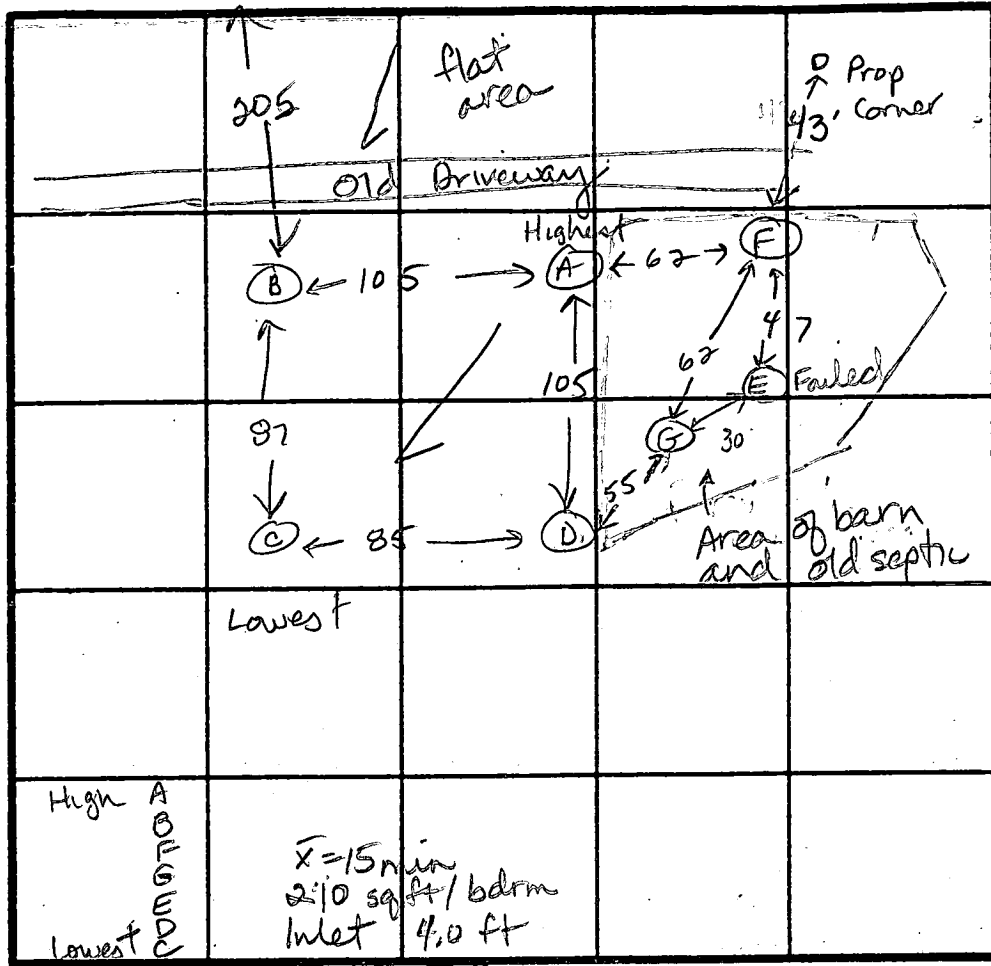 flat
area
205
Prop
Corner
43'
Old Driveway
Highest
B 105 A 62 F
47
62
105
E Failed
87
G 30
55
C 85 D
Area of barn
and old septic
Lowest
High A
B
F
G
E
D
Lowest C
x̄=15 min
210 sq ft/bdrm
Inlet 4.0 ft